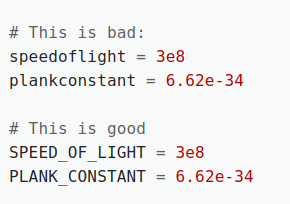 # This is bad:
speedoflight = 3e8
plankconstant = 6.62e-34
# This is good
SPEED_OF_LIGHT = 3e8
PLANK_CONSTANT = 6.62e-34